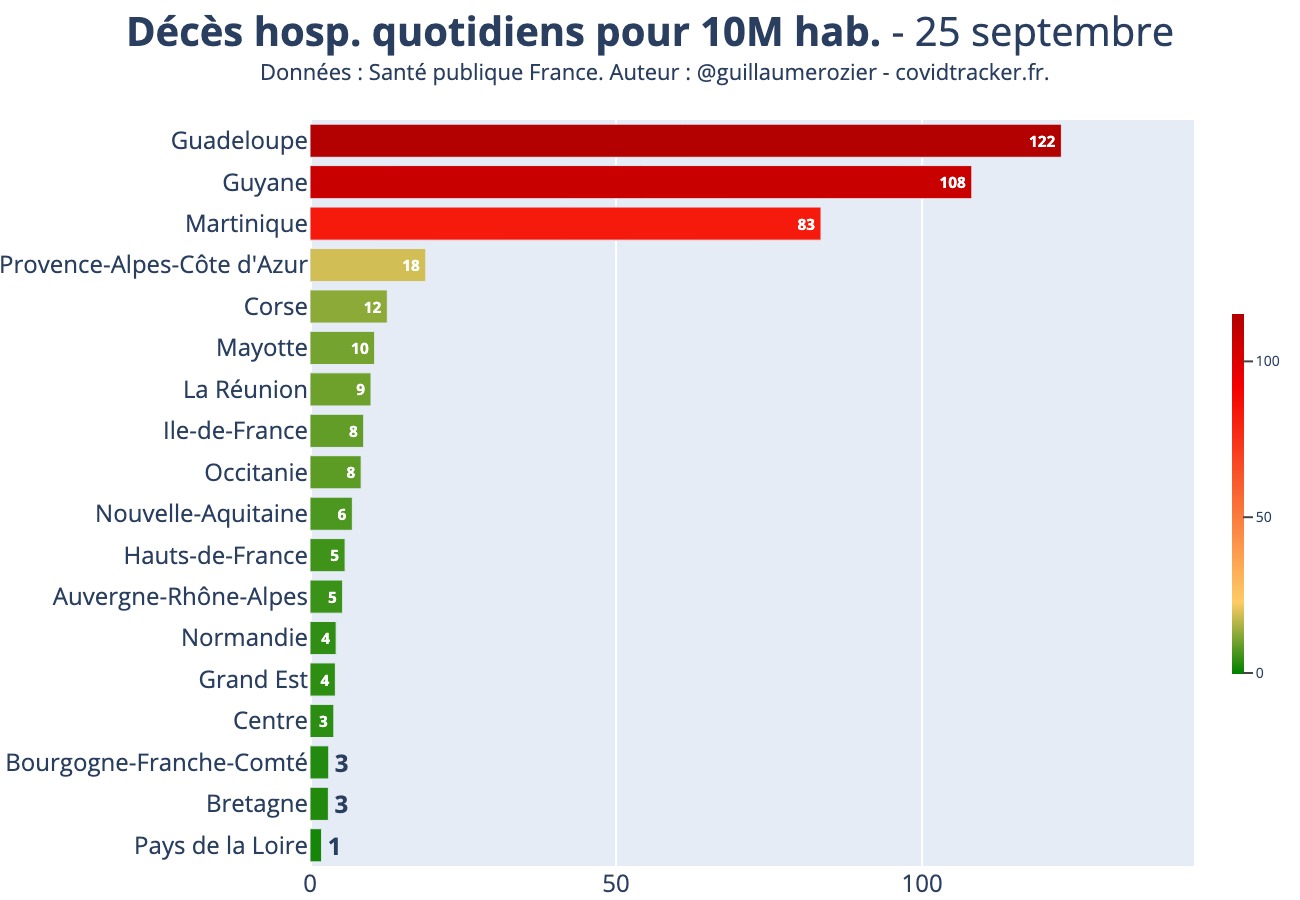 Décès hosp. quotidiens pour 10M hab. - 25 septembre
Données : Santé publique France. Auteur : @guillaumerozier - covidtracker.fr.
Guadeloupe 122
Guyane 108
Martinique 83
Provence-Alpes-Côte d'Azur 18
Corse 12
Mayotte 10
La Réunion 9
Ile-de-France 8
Occitanie 8
Nouvelle-Aquitaine 6
Hauts-de-France 5
Auvergne-Rhône-Alpes 5
Normandie 4
Grand Est 4
Centre 3
Bourgogne-Franche-Comté 3
Bretagne 3
Pays de la Loire 1
0 50 100
100
50
0